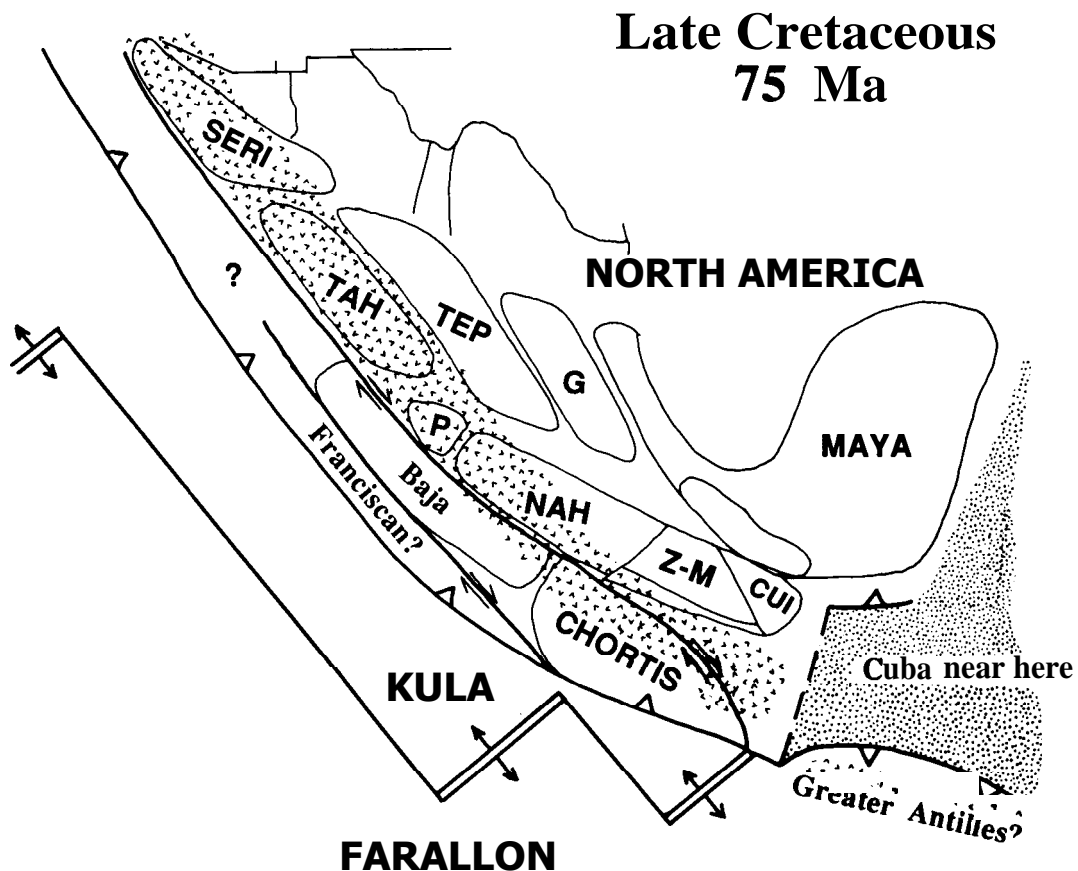 Late Cretaceous
75 Ma
SERI
NORTH AMERICA
?
TAH
TEP
G
P
MAYA
Franciscan?
Baja
NAH
Z-M
CUI
CHORTIS
Cuba near here
KULA
Greater Antilles?
FARALLON